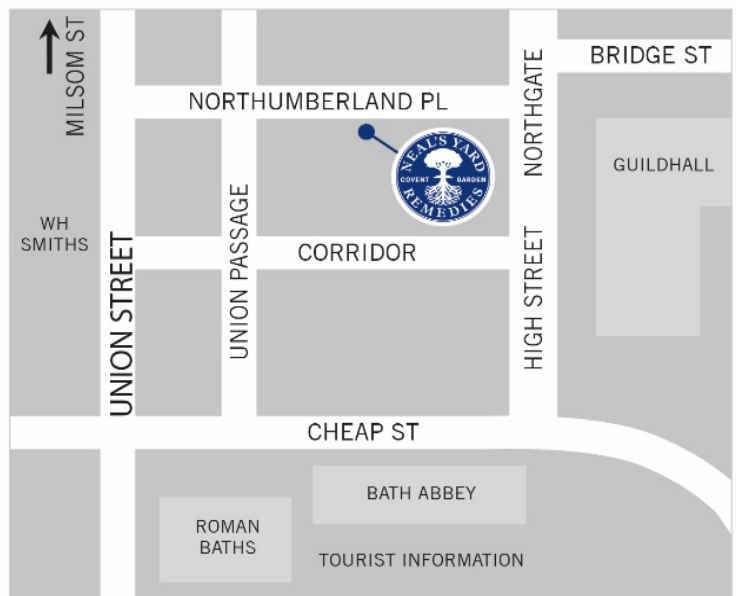 MILSOM ST
NORTHUMBERLAND PL
NORTHGATE
BRIDGE ST
GUILDHALL
NEAL'S YARD
COVENT GARDEN
REMEDIES
WH
SMITHS
UNION STREET
UNION PASSAGE
CORRIDOR
HIGH STREET
CHEAP ST
BATH ABBEY
ROMAN
BATHS
TOURIST INFORMATION